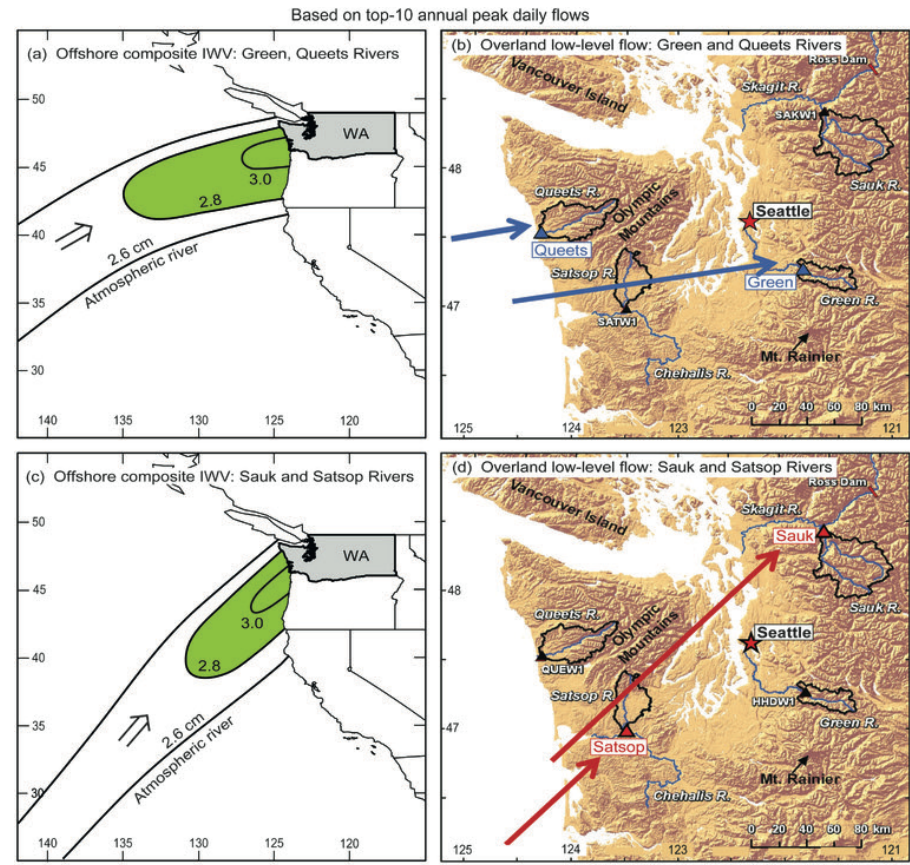 Based on top-10 annual peak daily flows
(a) Offshore composite IWV: Green, Queets Rivers
50
45
40
35
30
140
135
130
125
120
WA
3.0
2.8
2.6 cm
Atmospheric river
(b) Overland low-level flow: Green and Queets Rivers
Vancouver Island
Ross Dam
Skagit R.
SAKW1
Sauk R.
48
47
Queets R.
Olympic
Mountains
Seattle
Queets
Satsop R.
Green
Green R.
SATW1
Mt. Rainier
Chehalis R.
0 20 40 60 80
km
125
124
123
121
(c) Offshore composite IWV: Sauk and Satsop Rivers
50
45
40
35
30
140
135
130
125
120
WA
3.0
2.8
2.6 cm
Atmospheric river
(d) Overland low-level flow: Sauk and Satsop Rivers
Vancouver Island
Ross Dam
Skagit R.
Sauk
Sauk R.
48
47
Queets R.
Olympic
Mountains
Seattle
QUEW1
Satsop R
HHDW1
Green R.
Satsop
Mt. Rainier
Chehalis R.
0 20 40 60 80
km
125
124
123
121